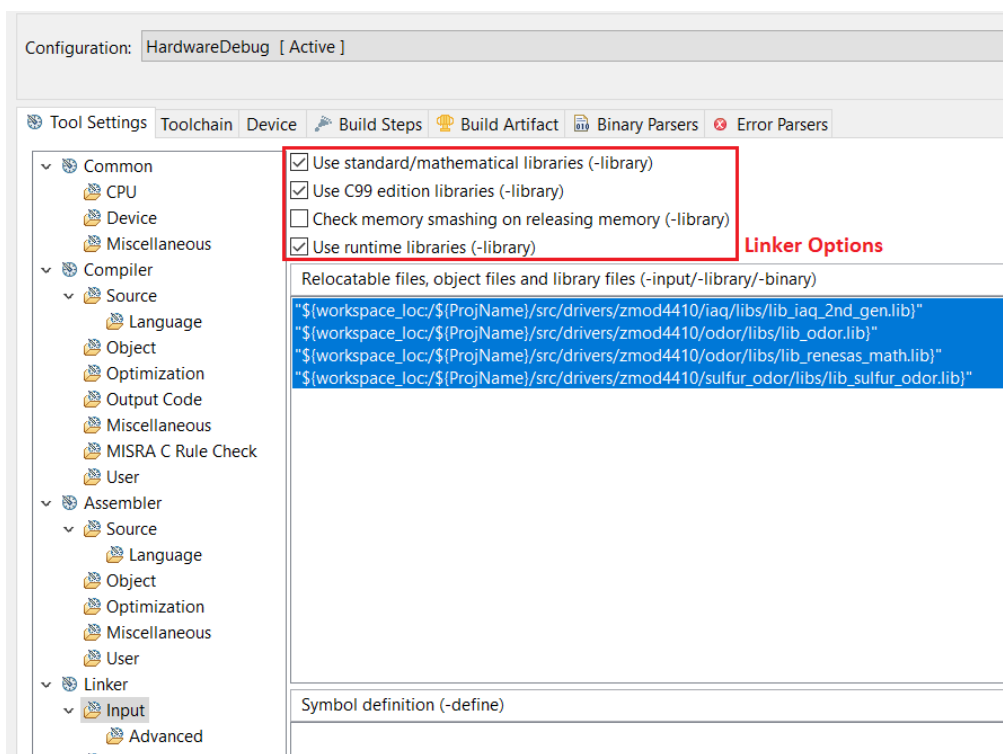 Configuration: HardwareDebug [ Active ]
Tool Settings Toolchain Device Build Steps Build Artifact Binary Parsers Error Parsers
Common
CPU
Device
Miscellaneous
Compiler
Source
Language
Object
Optimization
Output Code
Miscellaneous
MISRA C Rule Check
User
Assembler
Source
Language
Object
Optimization
Miscellaneous
User
Linker
Input
Advanced
Use standard/mathematical libraries (-library)
Use C99 edition libraries (-library)
Check memory smashing on releasing memory (-library)
Use runtime libraries (-library)
Linker Options
Relocatable files, object files and library files (-input/-library/-binary)
"${workspace_loc:/${ProjName}/src/drivers/zmod4410/iaq/libs/lib_iaq_2nd_gen.lib}"
"${workspace_loc:/${ProjName}/src/drivers/zmod4410/odor/libs/lib_odor.lib}"
"${workspace_loc:/${ProjName}/src/drivers/zmod4410/odor/libs/lib_renesas_math.lib}"
"${workspace_loc:/${ProjName}/src/drivers/zmod4410/sulfur_odor/libs/lib_sulfur_odor.lib}"
Symbol definition (-define)